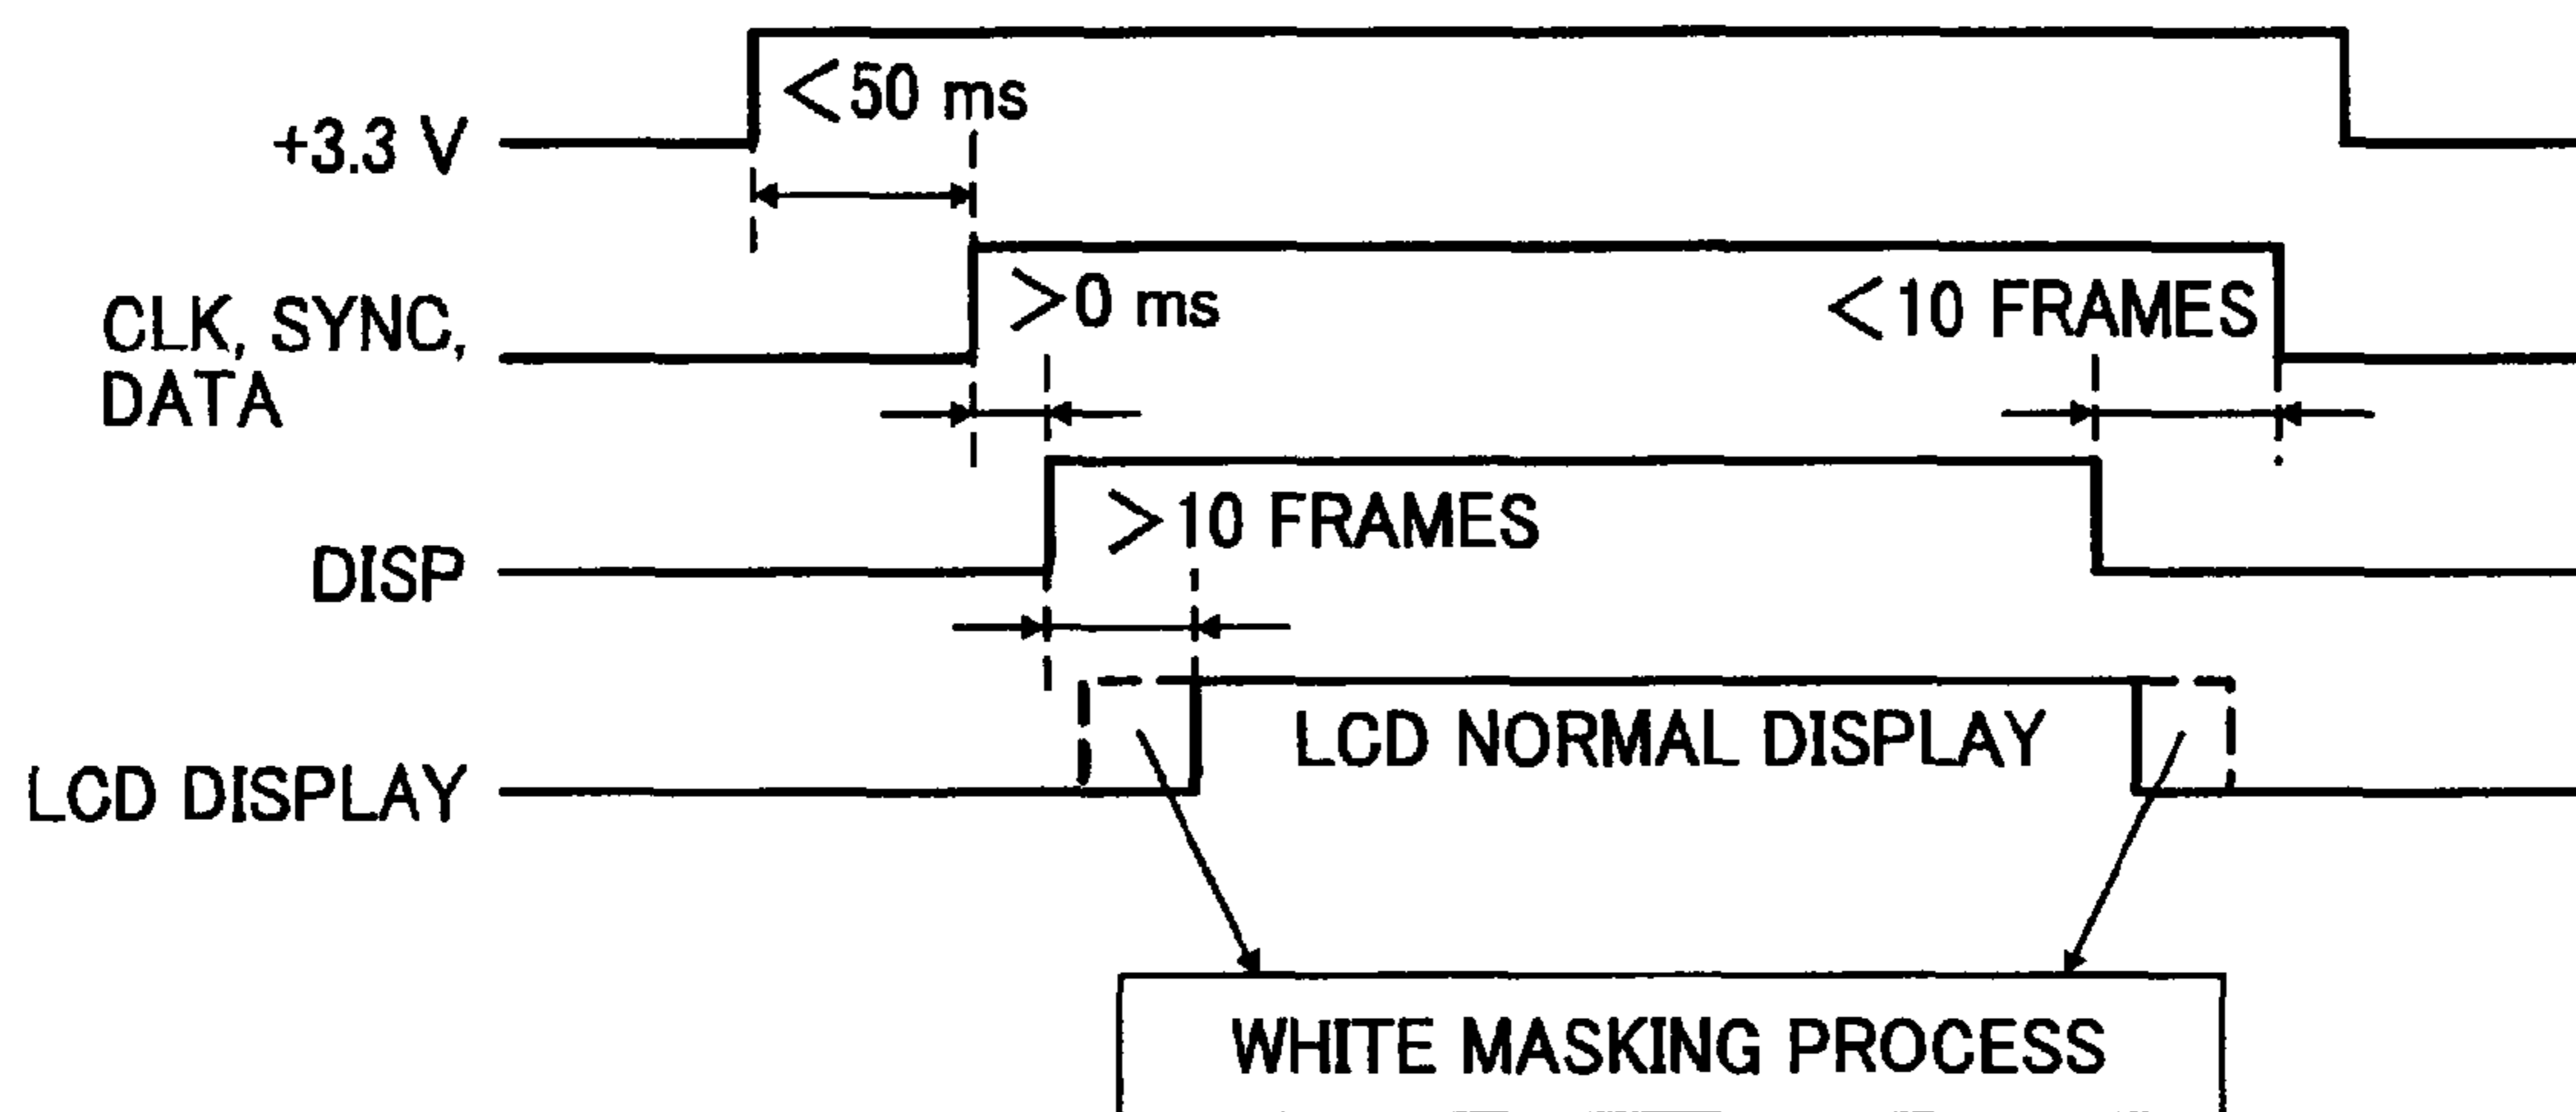 <50 ms
+3.3 V
>0 ms
<10 FRAMES
CLK, SYNC,
DATA
>10 FRAMES
DISP
LCD NORMAL DISPLAY
LCD DISPLAY
WHITE MASKING PROCESS